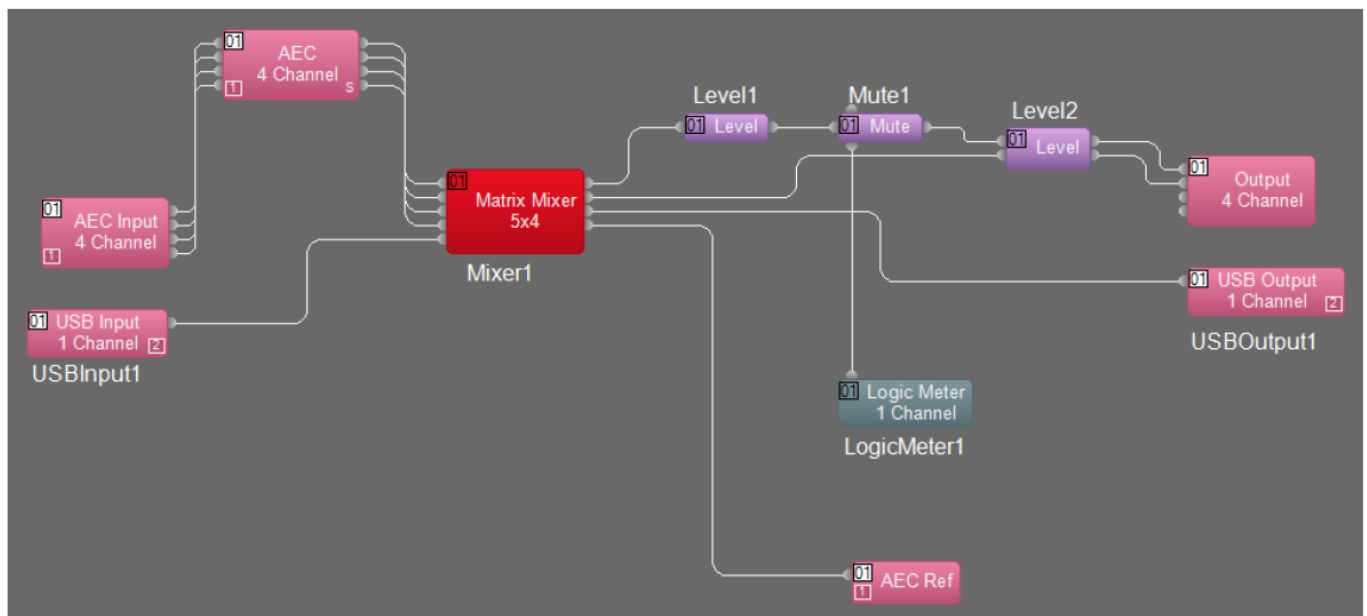 01
AEC
4 Channel
1
S
Level1
01 Level
Mute1
01 Mute
Level2
01
Level
01
Output
4 Channel
01
Matrix Mixer
5x4
Mixer1
01
AEC Input
4 Channel
1
01 USB Input
1 Channel 2
USBInput1
01 USB Output
1 Channel 2
USBOutput1
01 Logic Meter
1 Channel
LogicMeter1
01
AEC Ref
1